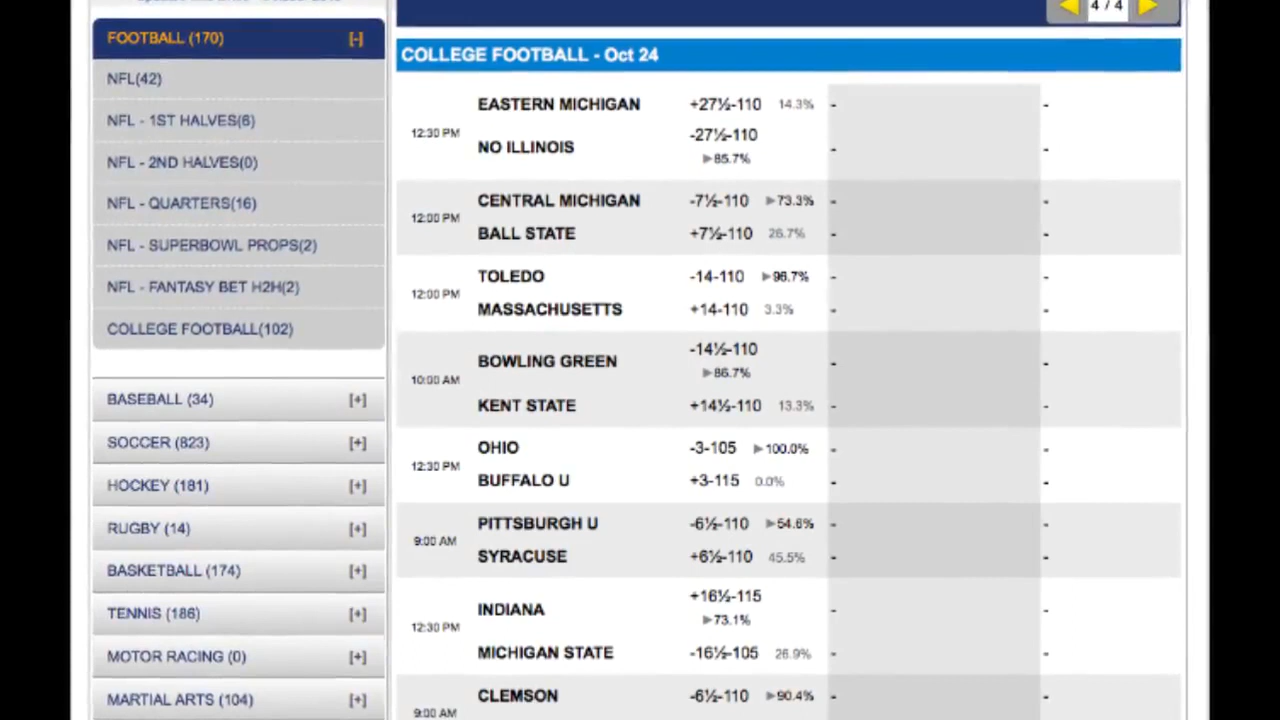 4 / 4
FOOTBALL (170) [-]
NFL(42)
NFL - 1ST HALVES(6)
NFL - 2ND HALVES(0)
NFL - QUARTERS(16)
NFL - SUPERBOWL PROPS(2)
NFL - FANTASY BET H2H(2)
COLLEGE FOOTBALL(102)
BASEBALL (34) [+]
SOCCER (823) [+]
HOCKEY (181) [+]
RUGBY (14) [+]
BASKETBALL (174) [+]
TENNIS (186) [+]
MOTOR RACING (0) [+]
MARTIAL ARTS (104) [+]
COLLEGE FOOTBALL - Oct 24
12:30 PM
EASTERN MICHIGAN +27½-110 14.3% - -
NO ILLINOIS -27½-110 - -
▶85.7%
12:00 PM
CENTRAL MICHIGAN -7½-110 ▶73.3% - -
BALL STATE +7½-110 26.7% - -
12:00 PM
TOLEDO -14-110 ▶96.7% - -
MASSACHUSETTS +14-110 3.3% - -
10:00 AM
BOWLING GREEN -14½-110 - -
▶86.7%
KENT STATE +14½-110 13.3% - -
12:30 PM
OHIO -3-105 ▶100.0% - -
BUFFALO U +3-115 0.0% - -
9:00 AM
PITTSBURGH U -6½-110 ▶54.6% - -
SYRACUSE +6½-110 45.5% - -
12:30 PM
INDIANA +16½-115 - -
▶73.1%
MICHIGAN STATE -16½-105 26.9% - -
9:00 AM
CLEMSON -6½-110 ▶90.4% - -